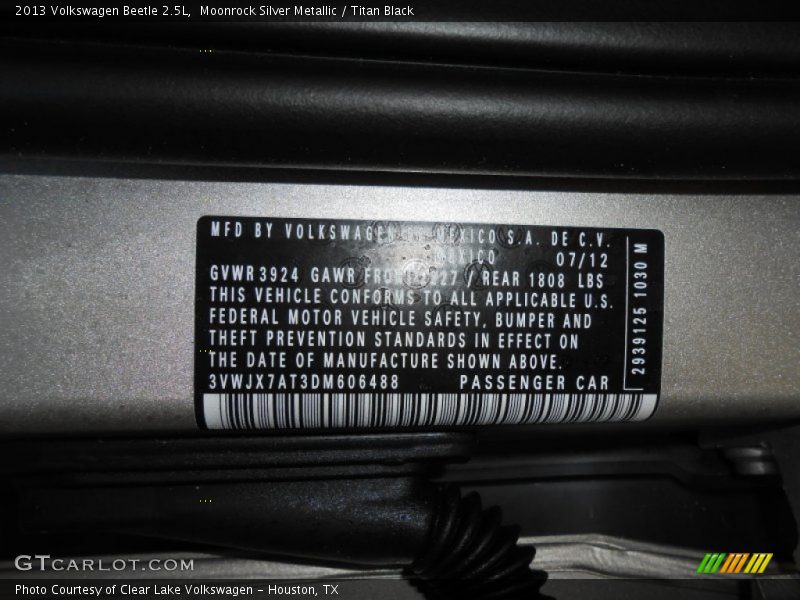 2013 Volkswagen Beetle 2.5L, Moonrock Silver Metallic / Titan Black
MFD BY VOLKSWAGEN MEXICO S.A. DE C.V.
MEXICO 07/12
GVWR 3924 GAWR FRONT / REAR 1808 LBS
THIS VEHICLE CONFORMS TO ALL APPLICABLE U.S.
FEDERAL MOTOR VEHICLE SAFETY, BUMPER AND
THEFT PREVENTION STANDARDS IN EFFECT ON
THE DATE OF MANUFACTURE SHOWN ABOVE.
3VWJX7AT3DM606488 PASSENGER CAR
2939125 1030 M
GTCARLOT.COM
Photo Courtesy of Clear Lake Volkswagen - Houston, TX